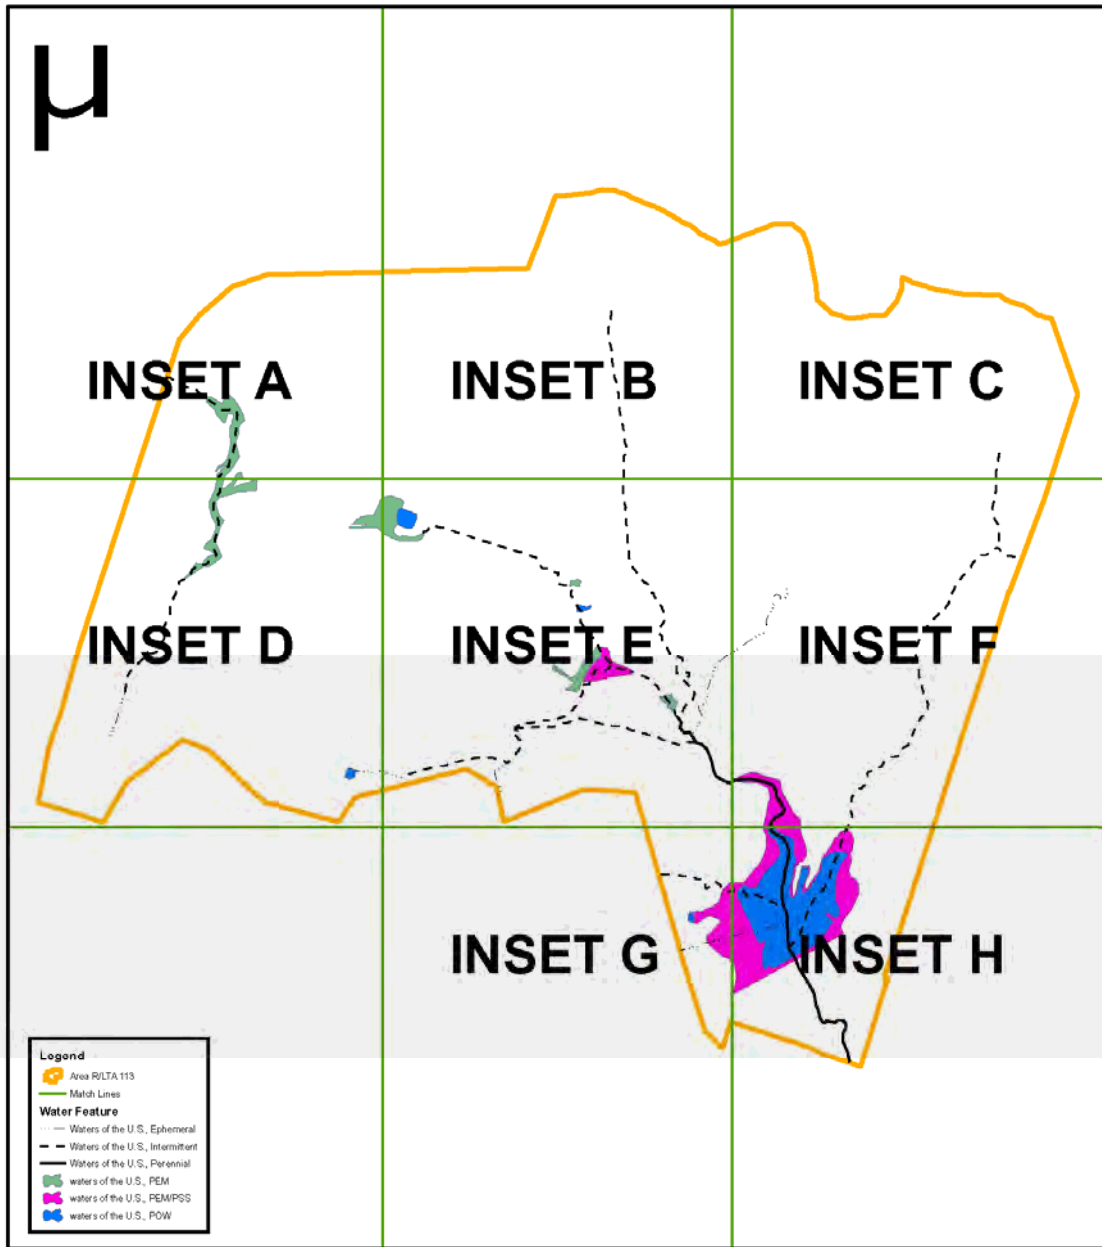 µ
INSET A
INSET B
INSET C
INSET D
INSET E
INSET F
INSET G
INSET H
Legend
Area R/LTA 113
Match Lines
Water Feature
Waters of the U.S., Ephemeral
Waters of the U.S., Intermittent
Waters of the U.S., Perennial
waters of the U.S., PEM
waters of the U.S., PEM/PSS
waters of the U.S., POW